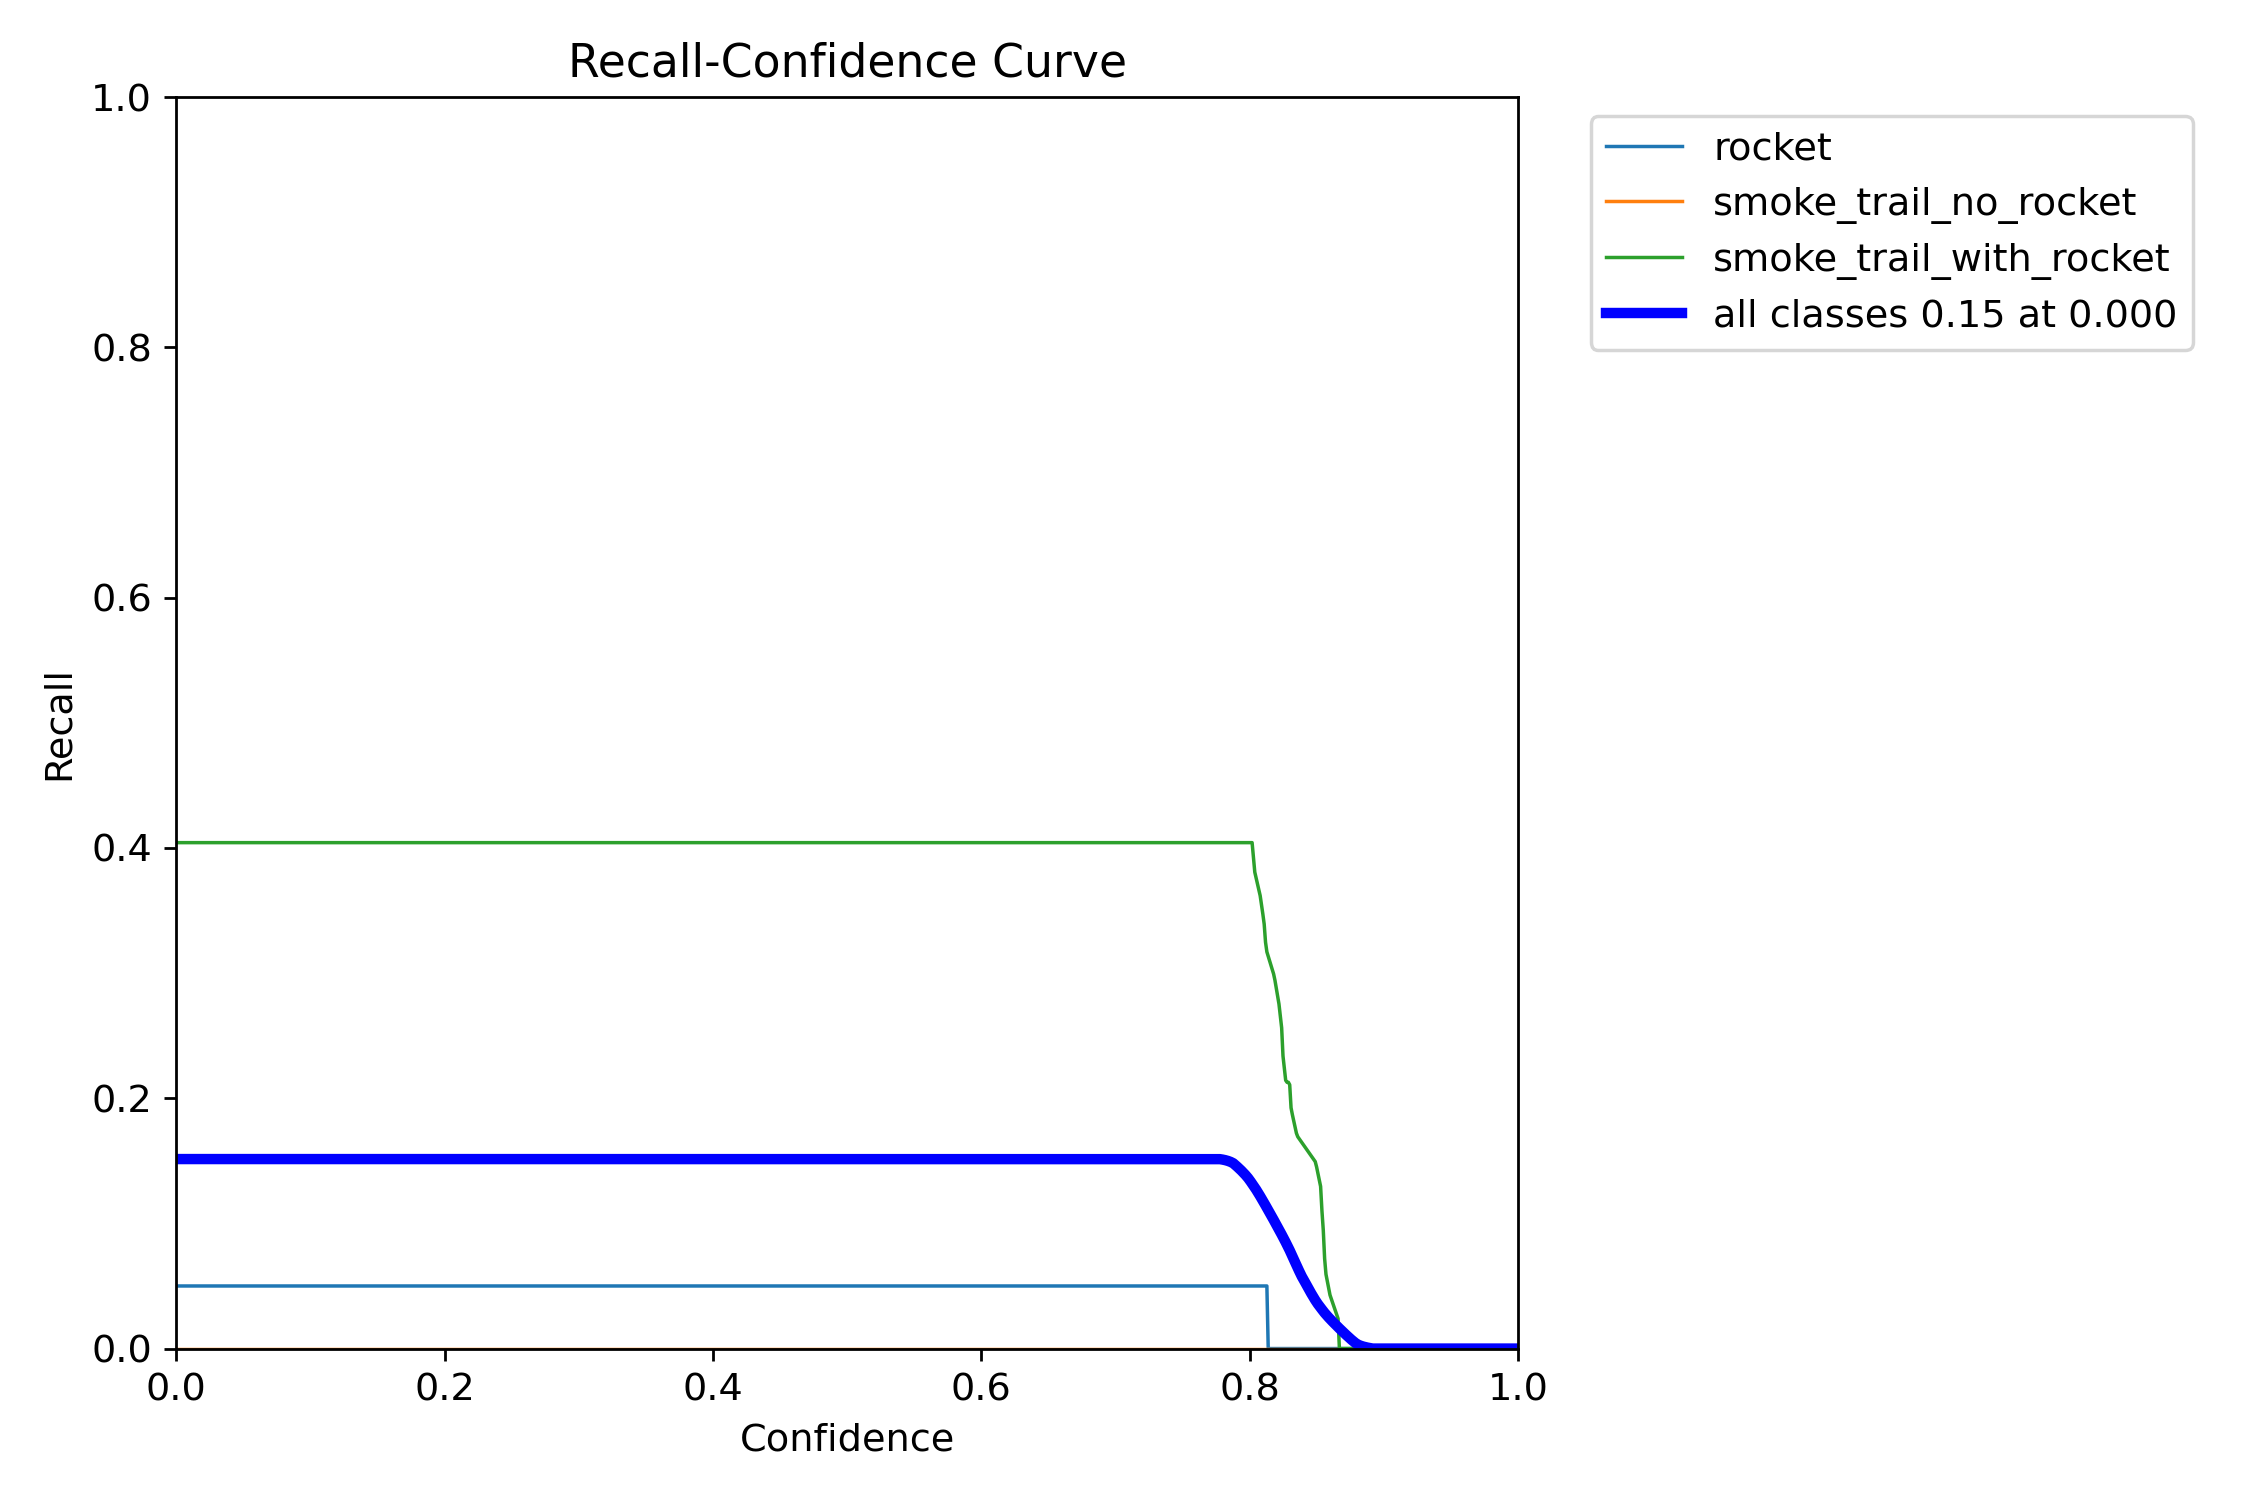 Recall-Confidence Curve
1.0
0.8
0.6
0.4
0.2
0.0
Recall
0.0 0.2 0.4 0.6 0.8 1.0
Confidence
rocket
smoke_trail_no_rocket
smoke_trail_with_rocket
all classes 0.15 at 0.000